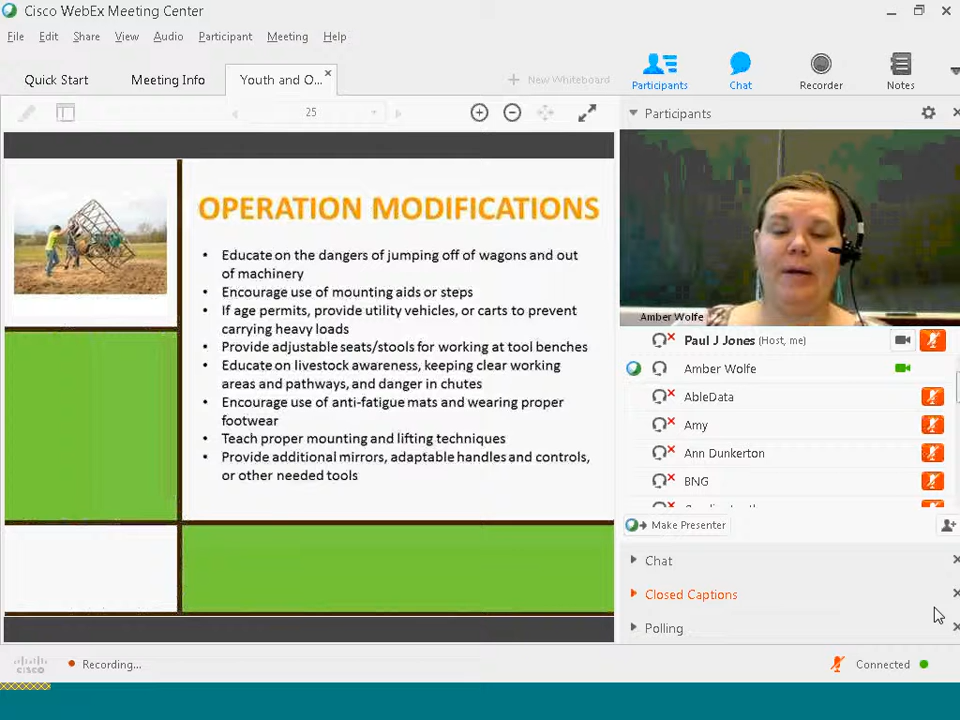 Cisco WebEx Meeting Center
File Edit Share View Audio Participant Meeting Help
Quick Start Meeting Info Youth and O... New Whiteboard
Participants Chat Recorder Notes
25
Participants
OPERATION MODIFICATIONS
• Educate on the dangers of jumping off of wagons and out
of machinery
• Encourage use of mounting aids or steps
• If age permits, provide utility vehicles, or carts to prevent
carrying heavy loads
• Provide adjustable seats/stools for working at tool benches
• Educate on livestock awareness, keeping clear working
areas and pathways, and danger in chutes
• Encourage use of anti-fatigue mats and wearing proper
footwear
• Teach proper mounting and lifting techniques
• Provide additional mirrors, adaptable handles and controls,
or other needed tools
Amber Wolfe
Paul J Jones (Host, me)
Amber Wolfe
AbleData
Amy
Ann Dunkerton
BNG
Make Presenter
Chat
Closed Captions
Polling
cisco
Recording...
Connected